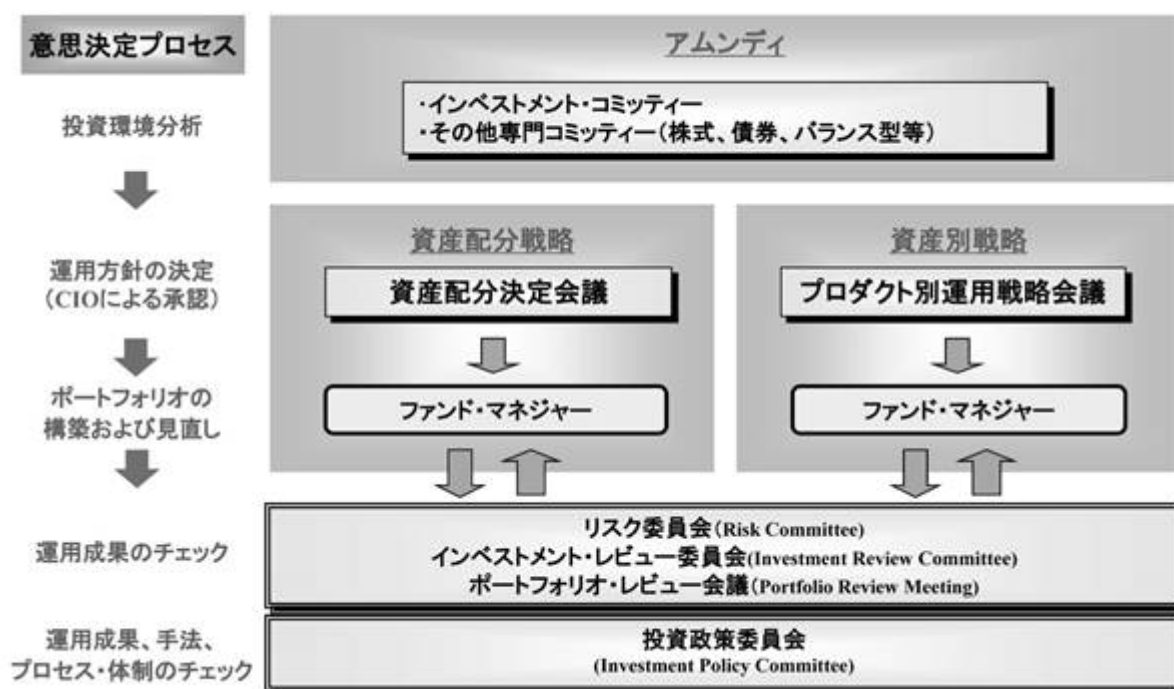 意思決定プロセス
アムンディ
投資環境分析
・インベストメント・コミッティー
・その他専門コミッティー（株式、債券、バランス型等）
運用方針の決定
（CIOによる承認）
資産配分戦略
資産配分決定会議
資産別戦略
プロダクト別運用戦略会議
ポートフォリオの
構築および見直し
ファンド・マネジャー
ファンド・マネジャー
運用成果のチェック
リスク委員会（Risk Committee）
インベストメント・レビュー委員会（Investment Review Committee）
ポートフォリオ・レビュー会議（Portfolio Review Meeting）
運用成果、手法、
プロセス・体制のチェック
投資政策委員会
(Investment Policy Committee)